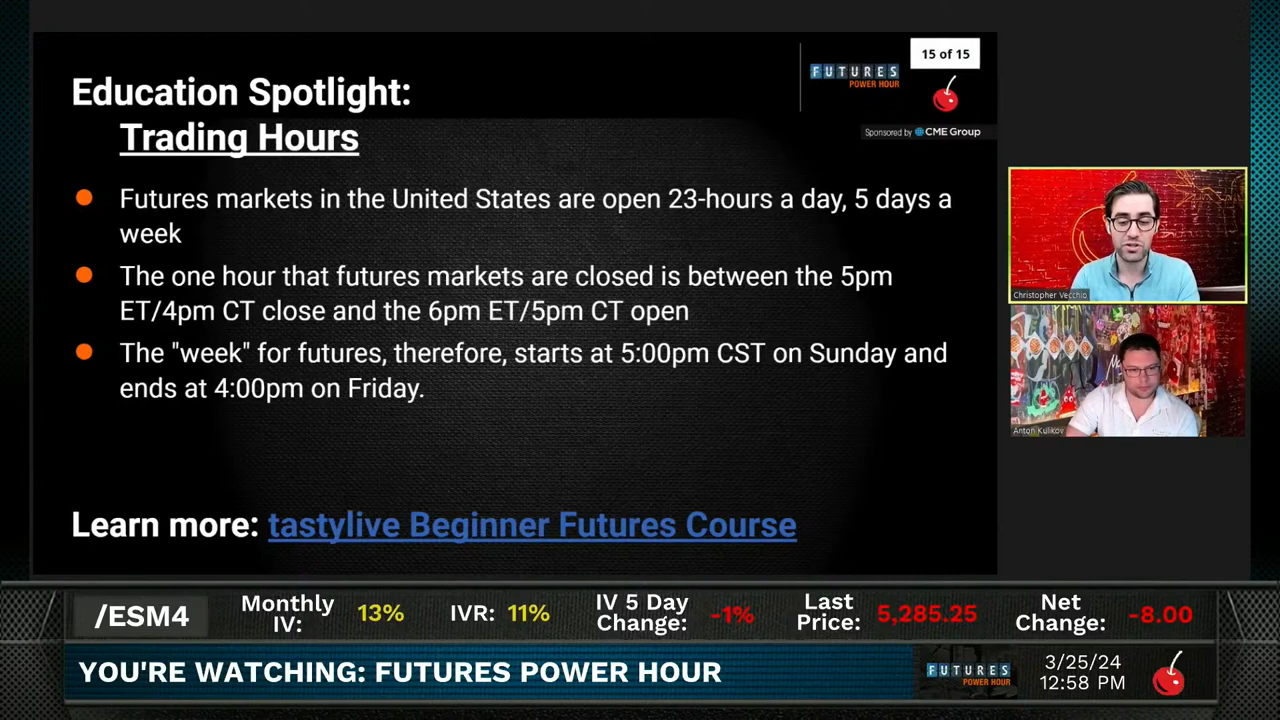 15 of 15
FUTURES
POWER HOUR
Sponsored by CME Group
Education Spotlight:
Trading Hours
Futures markets in the United States are open 23-hours a day, 5 days a
week
The one hour that futures markets are closed is between the 5pm
ET/4pm CT close and the 6pm ET/5pm CT open
The "week" for futures, therefore, starts at 5:00pm CST on Sunday and
ends at 4:00pm on Friday.
Learn more: tastylive Beginner Futures Course
Christopher Vecchio
Anton Kulikov
/ESM4
Monthly
IV:
13%
IVR:
11%
IV 5 Day
Change:
-1%
Last
Price:
5,285.25
Net
Change:
-8.00
YOU'RE WATCHING: FUTURES POWER HOUR
FUTURES
POWER HOUR
3/25/24
12:58 PM